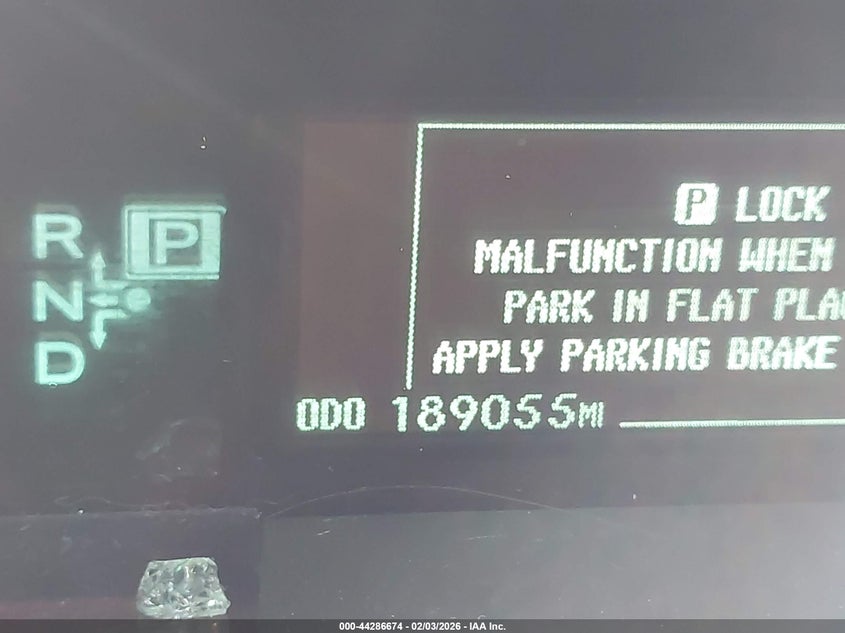 R
P
N
D
P LOCK
MALFUNCTION WHEN
PARK IN FLAT
APPLY PARKING BRAKE
ODO 189055MI
000-44286674 - 02/03/2026 - IAA Inc.